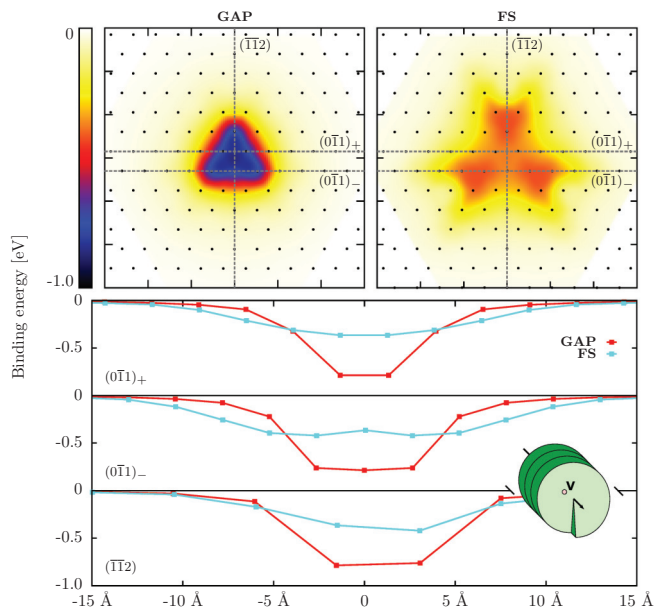 GAP
FS
0
(1̅1̅2)
(1̅1̅2)
(01̅1)₊
(01̅1)₊
(01̅1)₋
(01̅1)₋
-1.0
Binding energy [eV]
0
-0.5
(01̅1)₊
GAP
FS
0
-0.5
(01̅1)₋
0
-0.5
(1̅1̅2)
-1.0
V
-15 Å
-10 Å
-5 Å
0 Å
5 Å
10 Å
15 Å